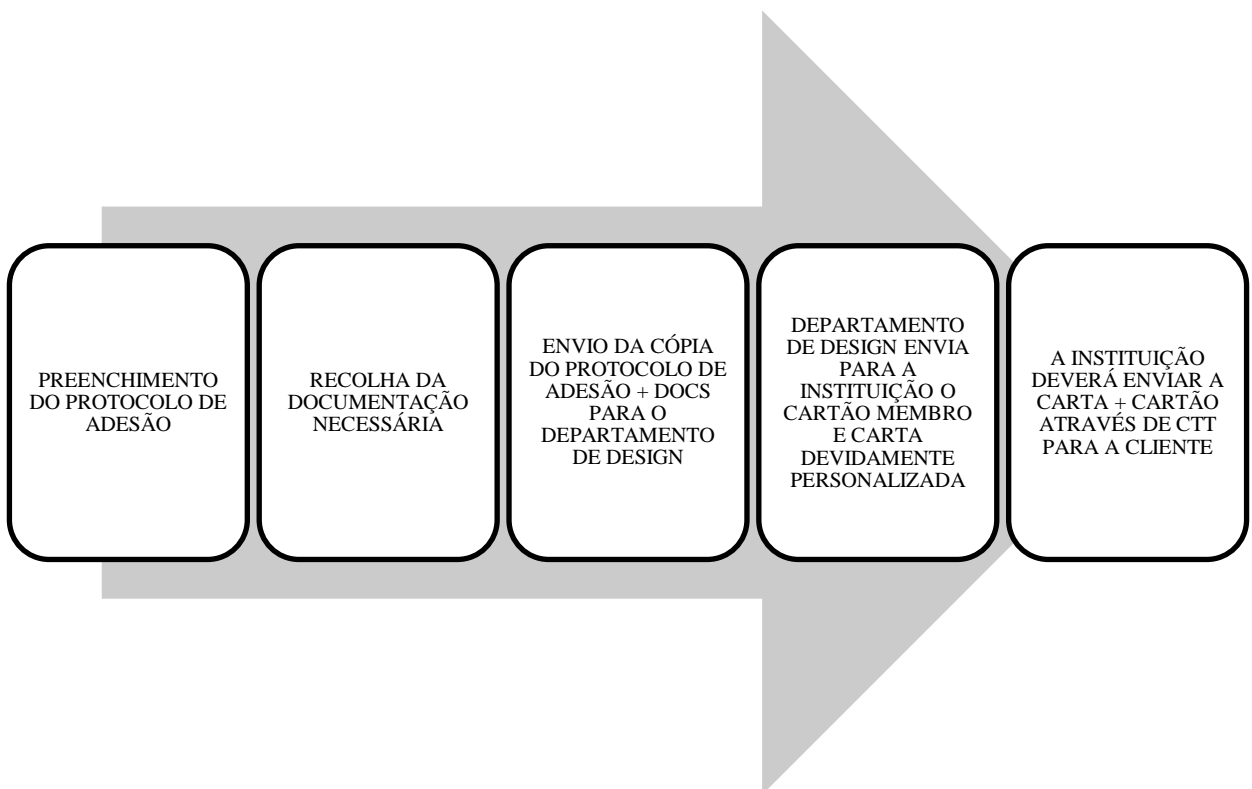 PREENCHIMENTO
DO PROTOCOLO DE
ADESÃO
RECOLHA DA
DOCUMENTAÇÃO
NECESSÁRIA
ENVIO DA CÓPIA
DO PROTOCOLO DE
ADESÃO + DOCS
PARA O
DEPARTAMENTO
DE DESIGN
DEPARTAMENTO
DE DESIGN ENVIA
PARA A
INSTITUIÇÃO O
CARTÃO MEMBRO
E CARTA
DEVIDAMENTE
PERSONALIZADA
A INSTITUIÇÃO
DEVERÁ ENVIAR A
CARTA + CARTÃO
ATRAVÉS DE CTT
PARA A CLIENTE